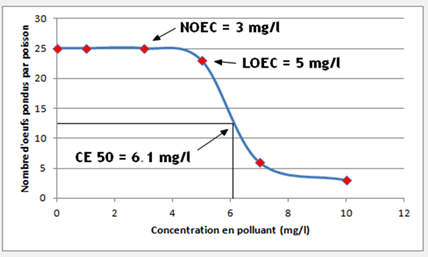 NOEC = 3 mg/l
LOEC = 5 mg/l
CE 50 = 6.1 mg/l
Nombre d'oeufs pondus par poisson
30
25
20
15
10
5
0
0 2 4 6 8 10 12
Concentration en polluant (mg/l)